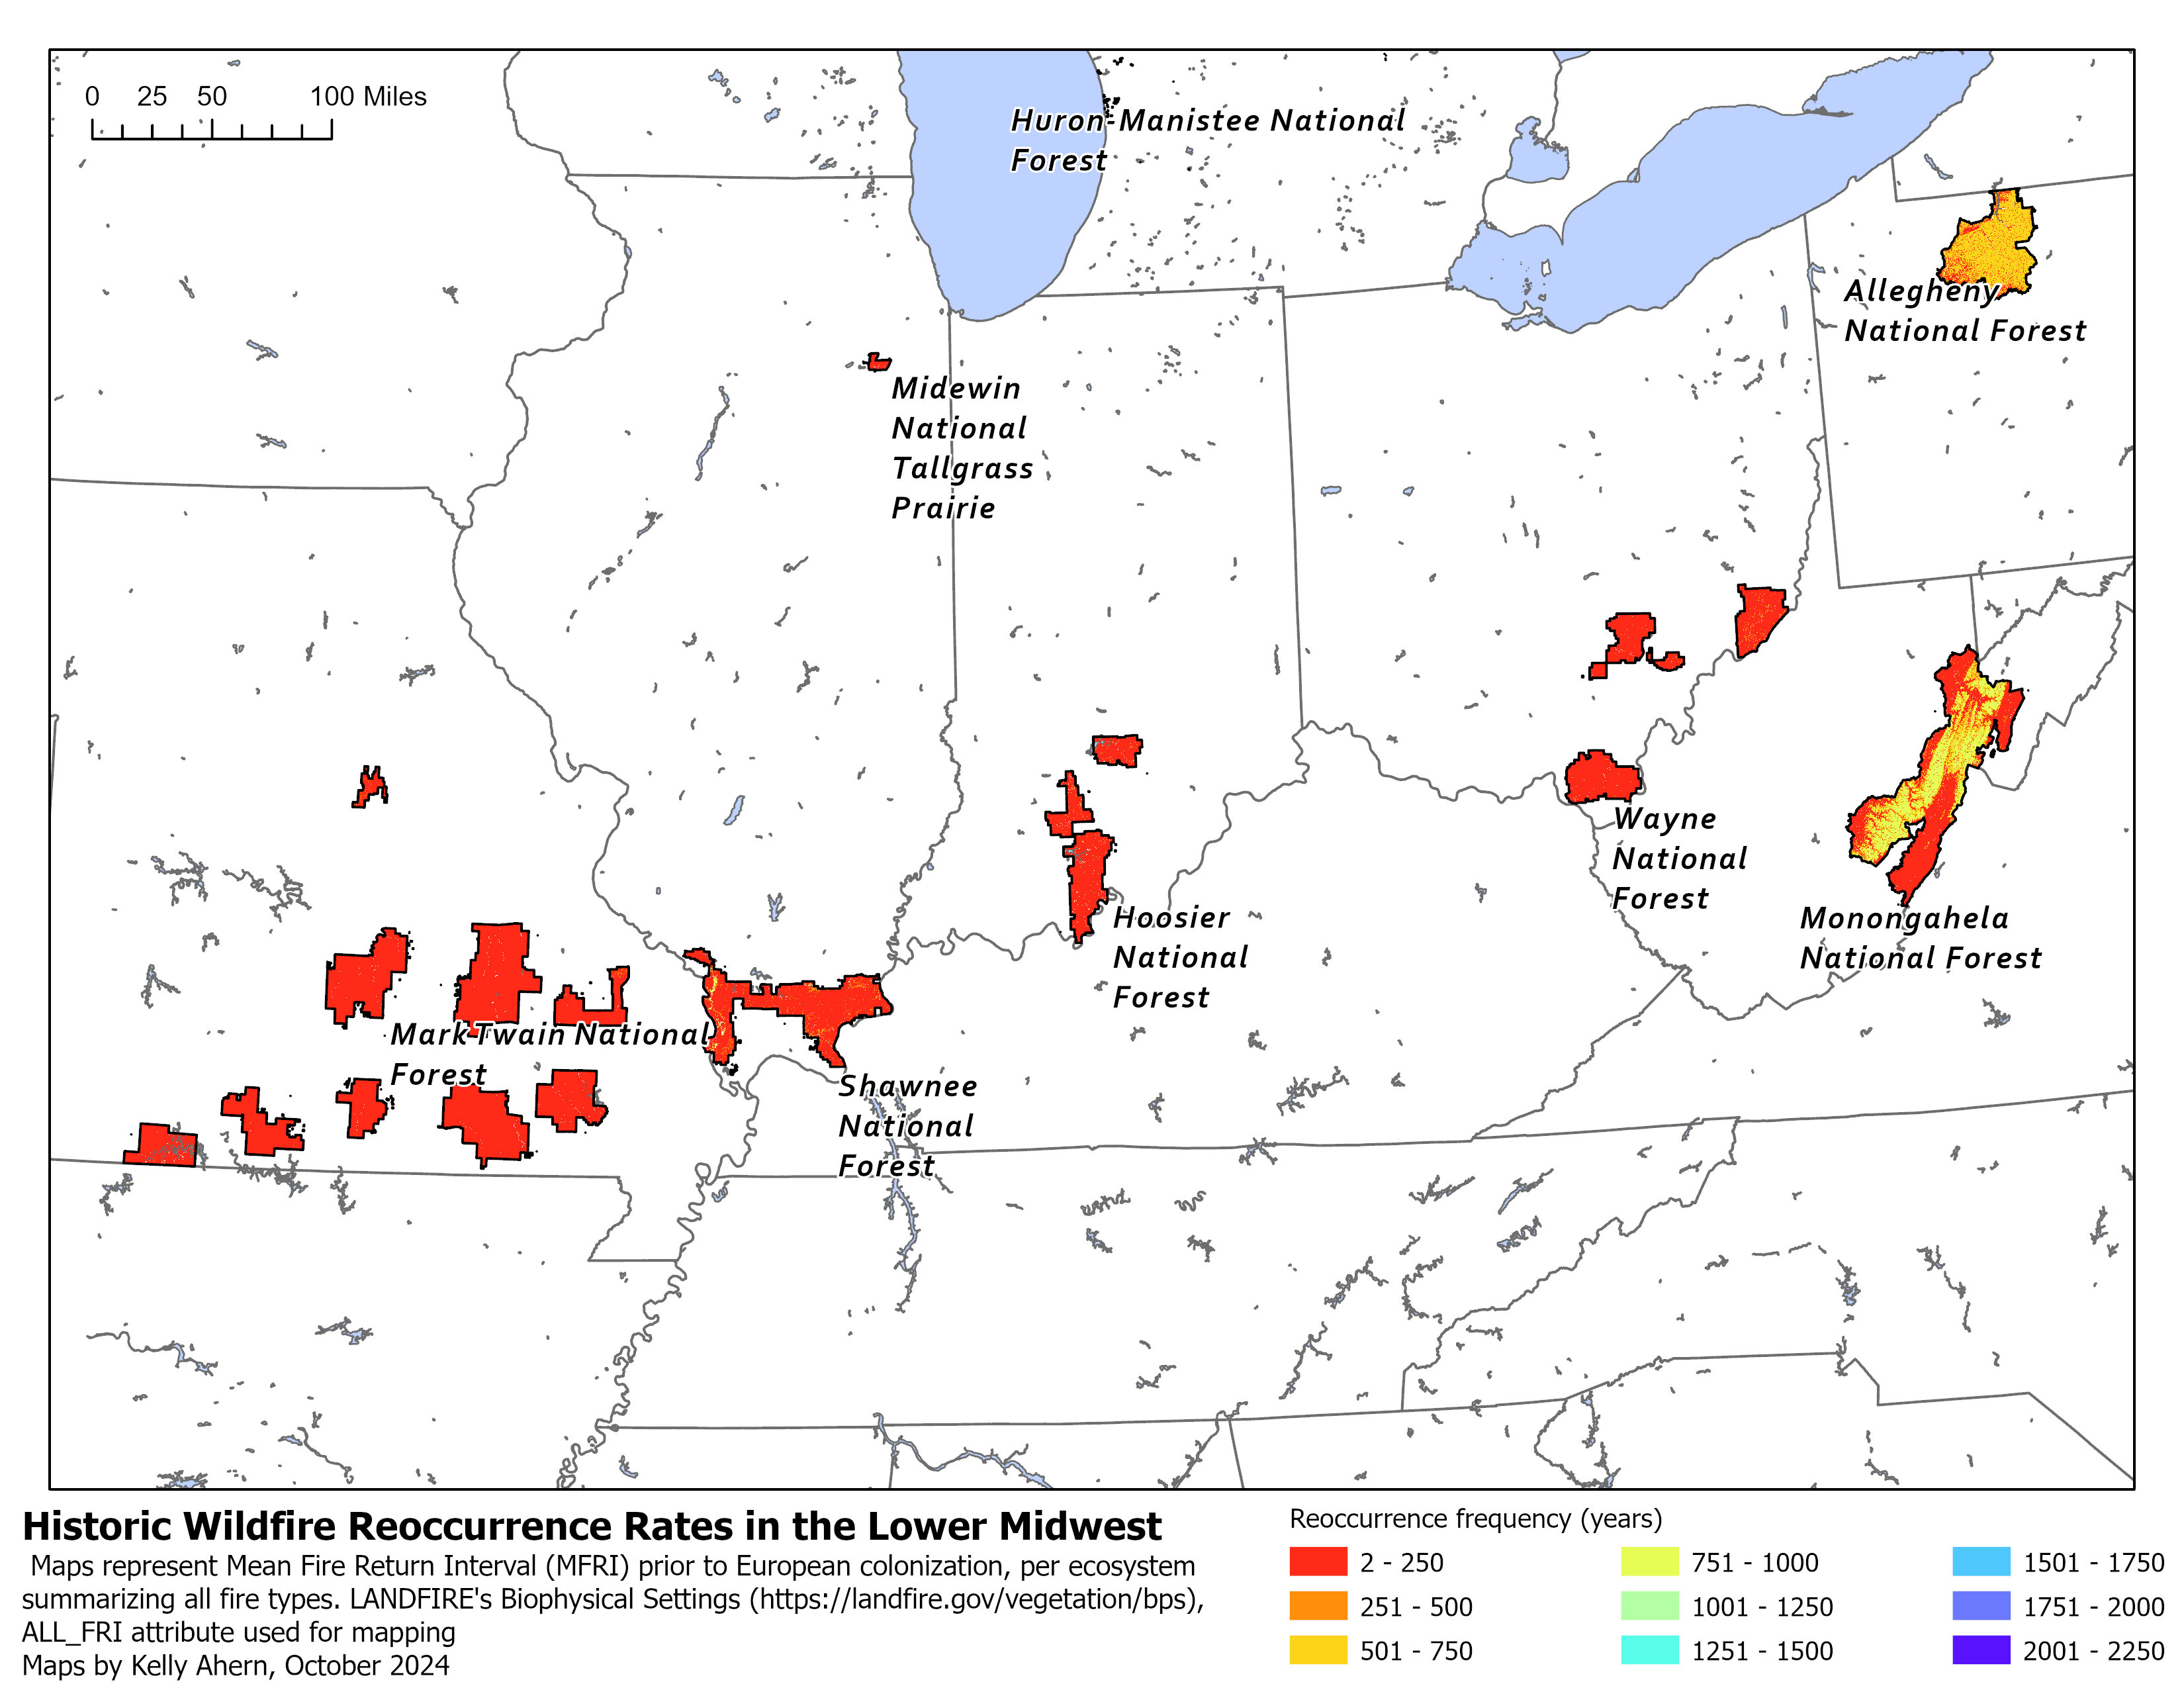 0 25 50 100 Miles
Huron-Manistee National
Forest
Allegheny
National Forest
Midewin
National
Tallgrass
Prairie
Wayne
National
Forest
Monongahela
National Forest
Hoosier
National
Forest
Mark Twain National
Forest
Shawnee
National
Forest
Historic Wildfire Reoccurrence Rates in the Lower Midwest
Maps represent Mean Fire Return Interval (MFRI) prior to European colonization, per ecosystem
summarizing all fire types. LANDFIRE's Biophysical Settings (https://landfire.gov/vegetation/bps),
ALL_FRI attribute used for mapping
Maps by Kelly Ahern, October 2024
Reoccurrence frequency (years)
2 - 250
251 - 500
501 - 750
751 - 1000
1001 - 1250
1251 - 1500
1501 - 1750
1751 - 2000
2001 - 2250